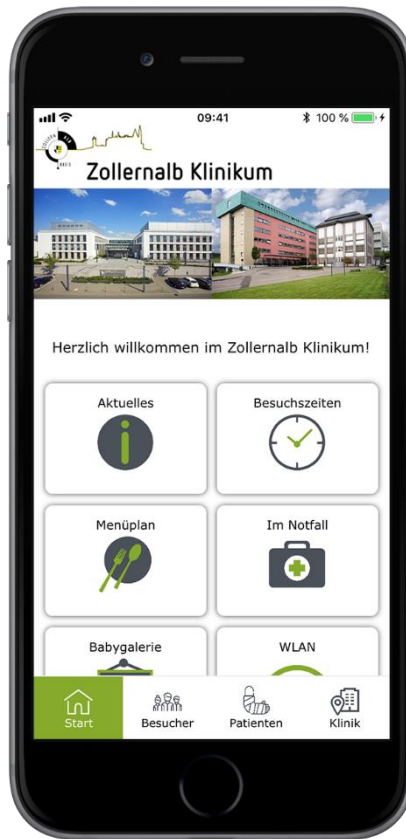 09:41
100 %
Zollernalb Klinikum
Herzlich willkommen im Zollernalb Klinikum!
Aktuelles
Besuchszeiten
Menüplan
Im Notfall
Babygalerie
WLAN
Start
Besucher
Patienten
Klinik